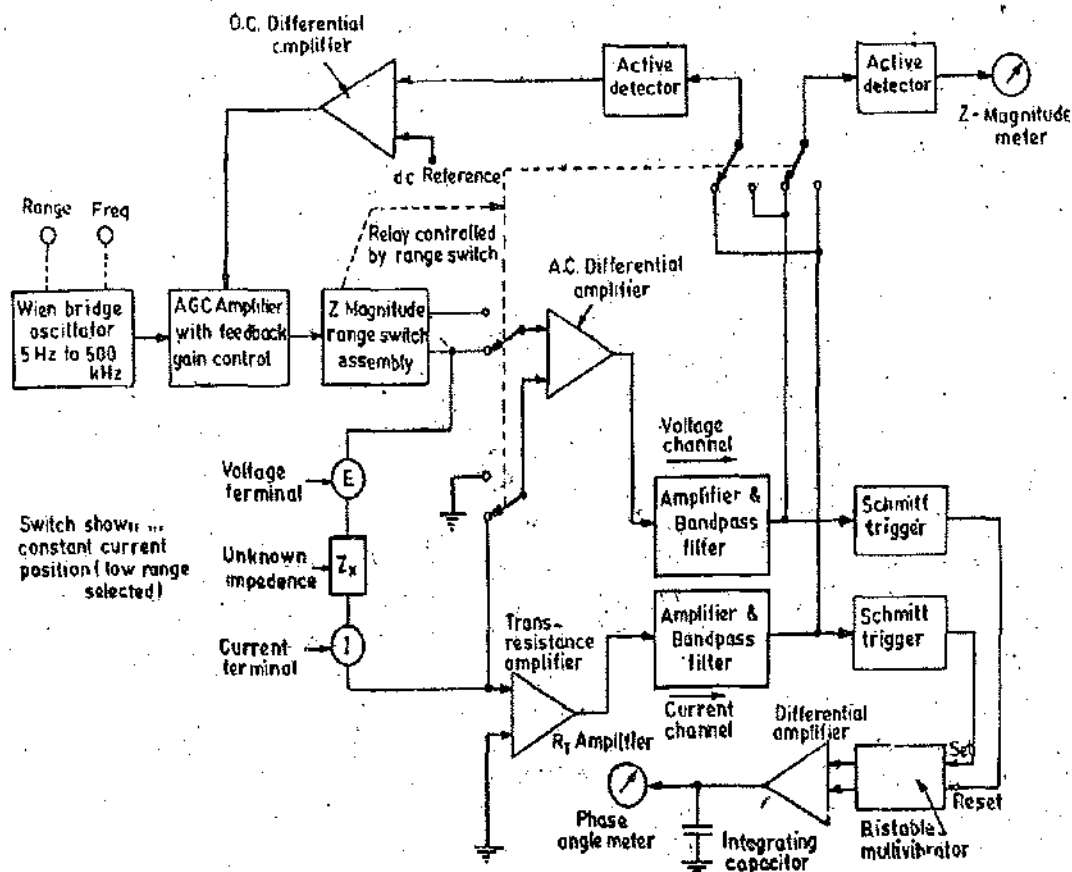 D.C. Differential
cmplifier
Active
detector
Active
detector
Z - Magnitude
meter
dc Reference
Range
Freq
Relay controlled
by range switch
A.C. Differential
amplifier
Wien bridge
oscillator
5 Hz to 500
kHz
AGC Amplifier
with feedback
gain control
Z Magnitude
range switch
assembly
Voltage
channel
Voltage
terminal
E
Amplifier &
Bandpass
filter
Schmitt
trigger
Switch shown
constant current
position (low range
selected)
Unknown
impedence
Zx
Trans-
resistance
amplifier
Amplifier &
Bandpass
filter
Schmitt
trigger
Current
terminal
I
Current
channel
RT Amplifier
Differential
amplifier
Set
Reset
Phase
angle meter
Integrating
capacitor
Bistable
multivibrator